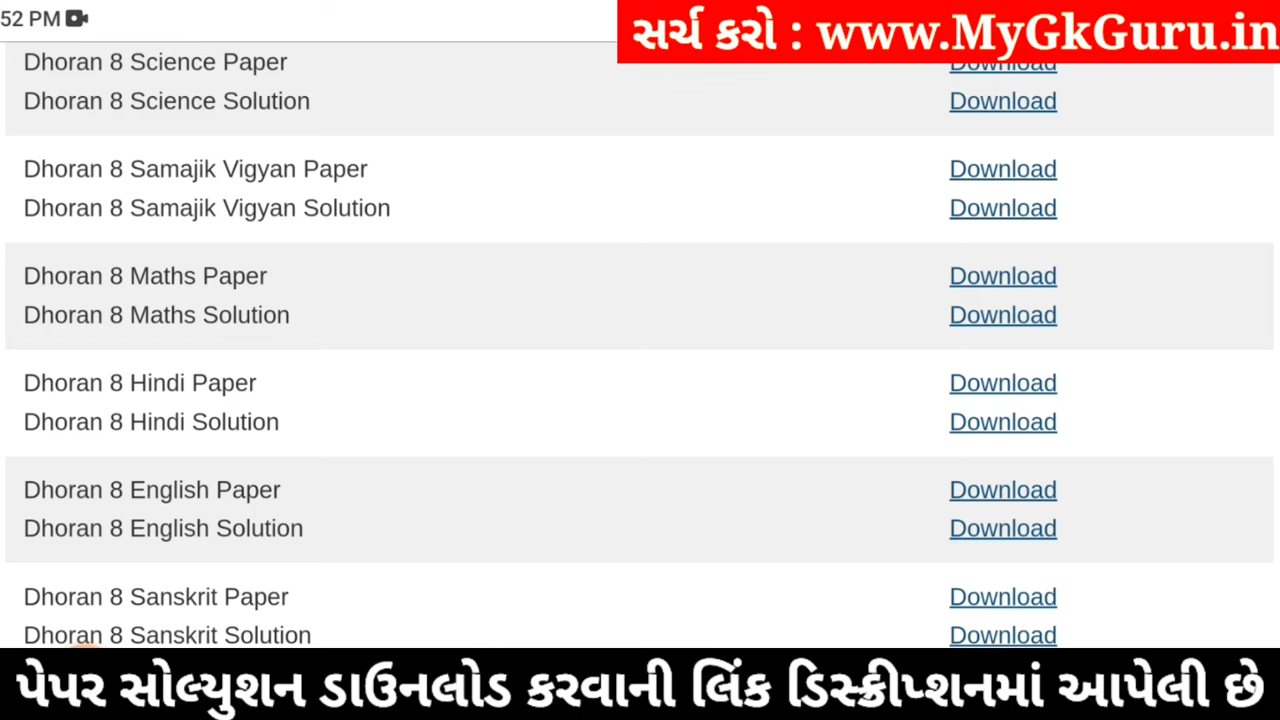 52 PM
સર્ચ કરો : www.MyGkGuru.in
Dhoran 8 Science Paper Download
Dhoran 8 Science Solution Download
Dhoran 8 Samajik Vigyan Paper Download
Dhoran 8 Samajik Vigyan Solution Download
Dhoran 8 Maths Paper Download
Dhoran 8 Maths Solution Download
Dhoran 8 Hindi Paper Download
Dhoran 8 Hindi Solution Download
Dhoran 8 English Paper Download
Dhoran 8 English Solution Download
Dhoran 8 Sanskrit Paper Download
Dhoran 8 Sanskrit Solution Download
પેપર સોલ્યુશન ડાઉનલોડ કરવાની લિંક ડિસ્ક્રીપ્શનમાં આપેલી છે